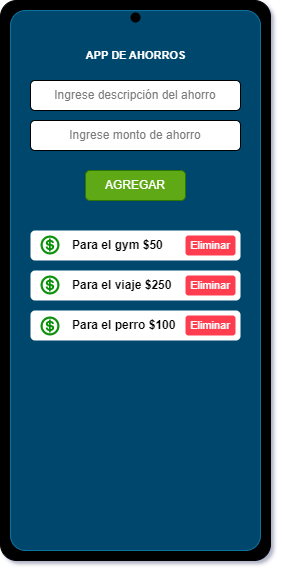 APP DE AHORROS
Ingrese descripción del ahorro
Ingrese monto de ahorro
AGREGAR
Para el gym $50 Eliminar
Para el viaje $250 Eliminar
Para el perro $100 Eliminar